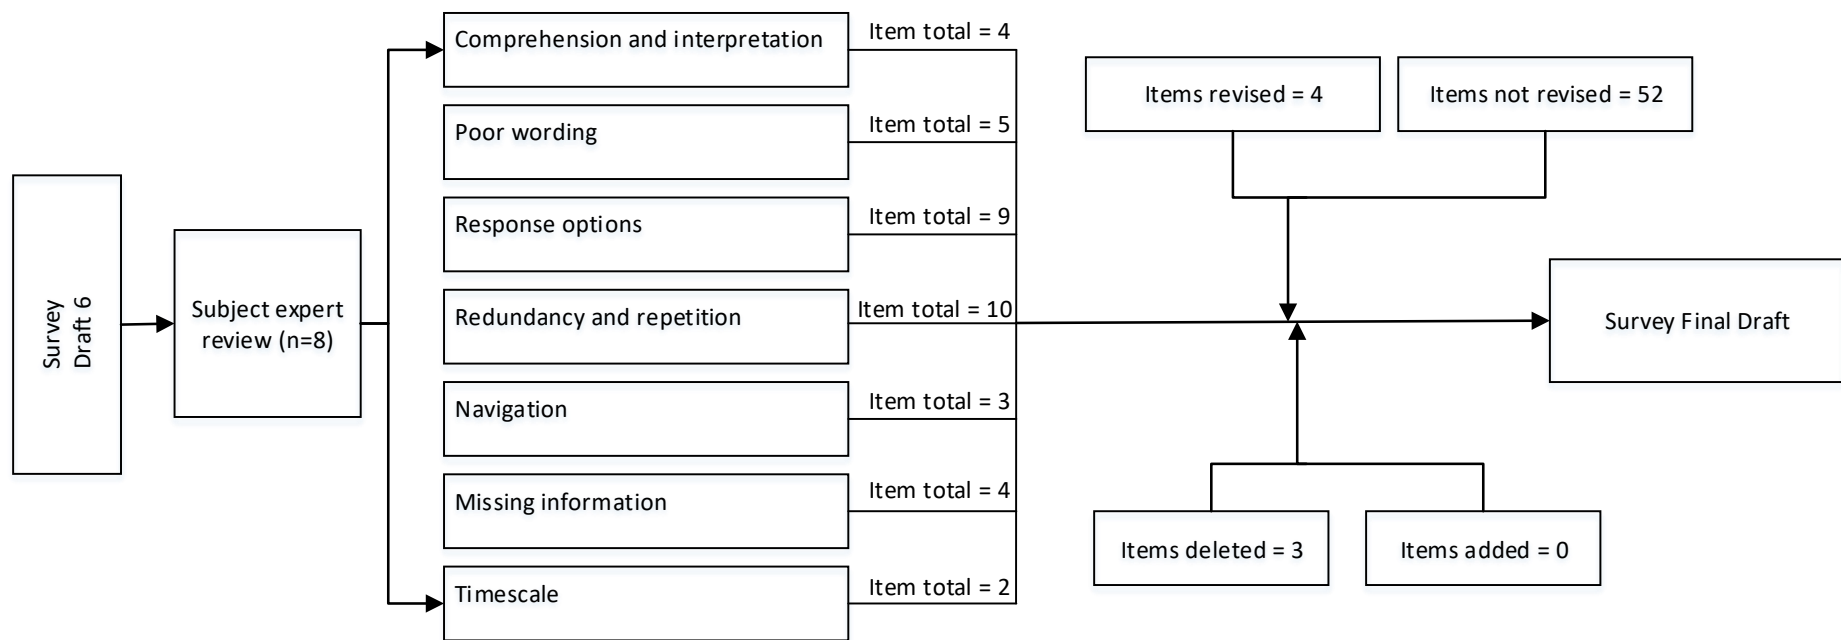 Survey
Draft 6
Subject expert
review (n=8)
Comprehension and interpretation
Item total = 4
Poor wording
Item total = 5
Response options
Item total = 9
Redundancy and repetition
Item total = 10
Navigation
Item total = 3
Missing information
Item total = 4
Timescale
Item total = 2
Items revised = 4
Items not revised = 52
Items deleted = 3
Items added = 0
Survey Final Draft